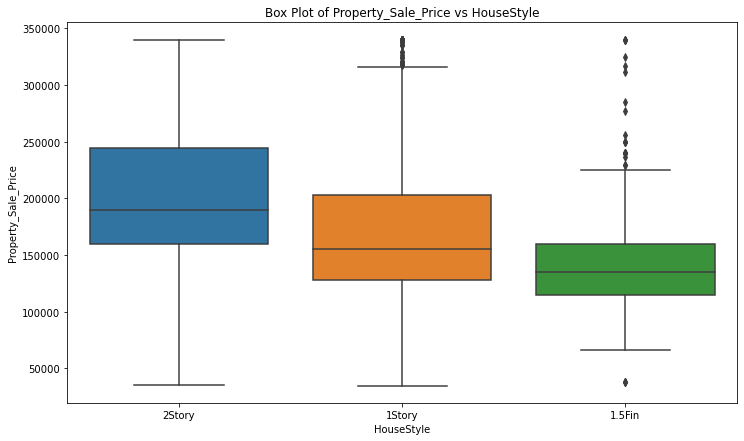 Box Plot of Property_Sale_Price vs HouseStyle
350000
300000
250000
200000
150000
100000
50000
Property_Sale_Price
2Story
1Story
1.5Fin
HouseStyle